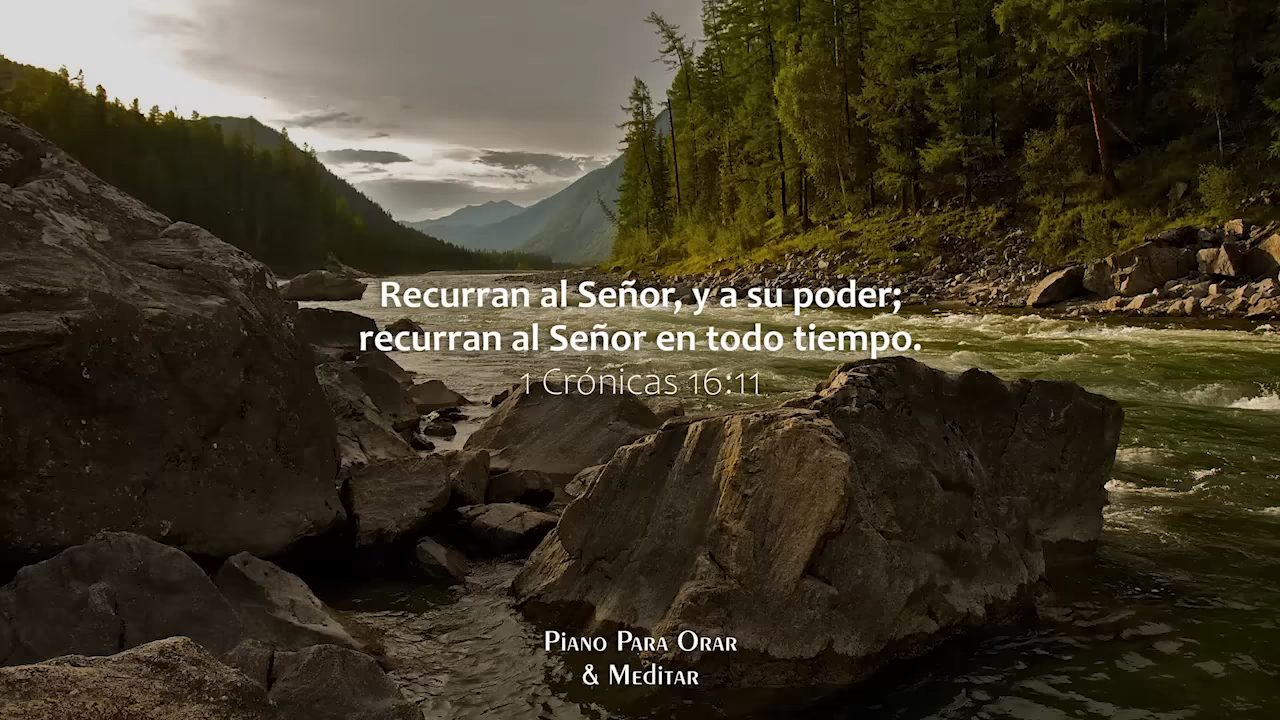 Recurran al Señor, y a su poder;
recurran al Señor en todo tiempo.
1 Crónicas 16:11
Piano Para Orar
& Meditar